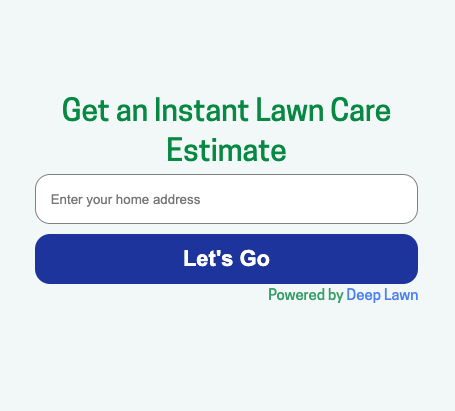 Get an Instant Lawn Care
Estimate
Enter your home address
Let's Go
Powered by Deep Lawn